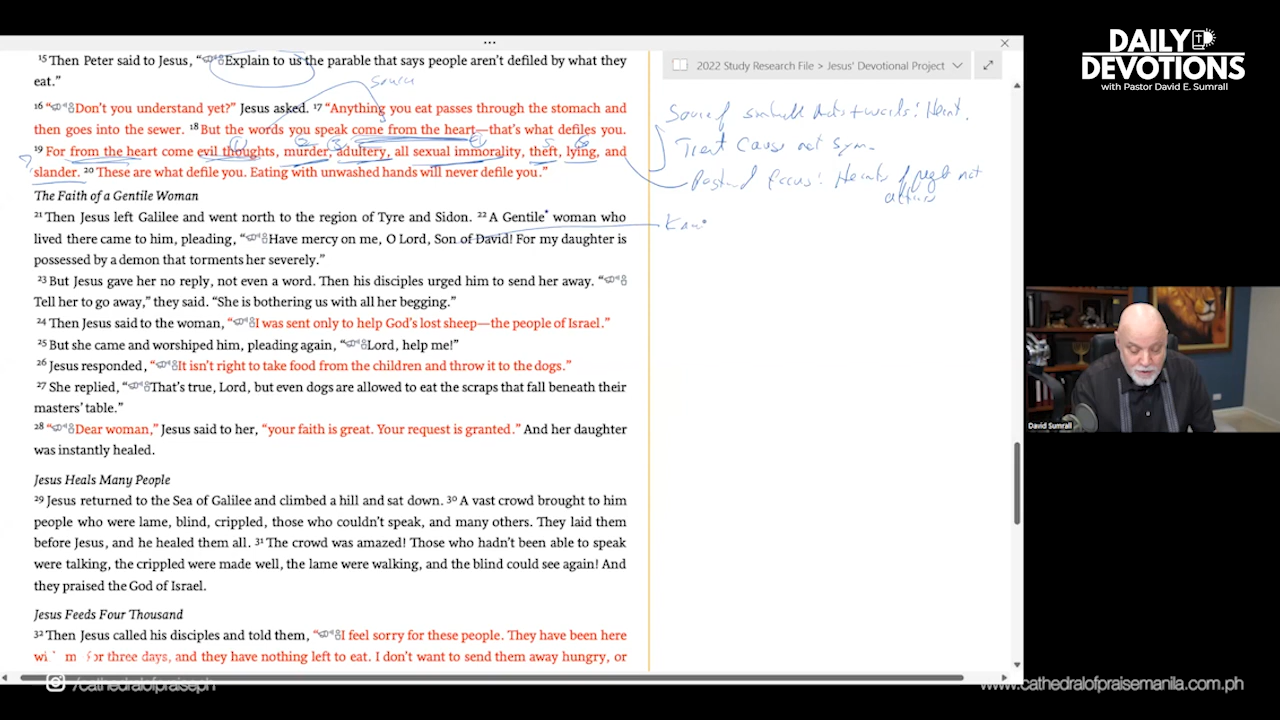 DAILY
DEVOTIONS
with Pastor David E. Sumrall
2022 Study Research File > Jesus' Devotional Project
15 Then Peter said to Jesus, “Explain to us the parable that says people aren’t defiled by what they
eat.”
source
16 “Don’t you understand yet?” Jesus asked. 17 “Anything you eat passes through the stomach and
then goes into the sewer. 18 But the words you speak come from the heart—that’s what defiles you.
19 For from the heart come evil thoughts, murder, adultery, all sexual immorality, theft, lying, and
slander. 20 These are what defile you. Eating with unwashed hands will never defile you.”
1 2 3 4 5 6
7
The Faith of a Gentile Woman
21 Then Jesus left Galilee and went north to the region of Tyre and Sidon. 22 A Gentile* woman who
lived there came to him, pleading, “Have mercy on me, O Lord, Son of David! For my daughter is
possessed by a demon that torments her severely.”
23 But Jesus gave her no reply, not even a word. Then his disciples urged him to send her away. “
Tell her to go away,” they said. “She is bothering us with all her begging.”
24 Then Jesus said to the woman, “I was sent only to help God’s lost sheep—the people of Israel.”
25 But she came and worshiped him, pleading again, “Lord, help me!”
26 Jesus responded, “It isn’t right to take food from the children and throw it to the dogs.”
27 She replied, “That’s true, Lord, but even dogs are allowed to eat the scraps that fall beneath their
masters’ table.”
28 “Dear woman,” Jesus said to her, “your faith is great. Your request is granted.” And her daughter
was instantly healed.
Jesus Heals Many People
29 Jesus returned to the Sea of Galilee and climbed a hill and sat down. 30 A vast crowd brought to him
people who were lame, blind, crippled, those who couldn’t speak, and many others. They laid them
before Jesus, and he healed them all. 31 The crowd was amazed! Those who hadn’t been able to speak
were talking, the crippled were made well, the lame were walking, and the blind could see again! And
they praised the God of Israel.
Jesus Feeds Four Thousand
32 Then Jesus called his disciples and told them, “I feel sorry for these people. They have been here
for three days, and they have nothing left to eat. I don’t want to send them away hungry, or
Source of sinful acts + words: Heart.
Treat Cause not Sym.
Pastoral focus: Hearts of people not
actions
David Sumrall
/cathedralofpraiseph
www.cathedralofpraisemanila.com.ph